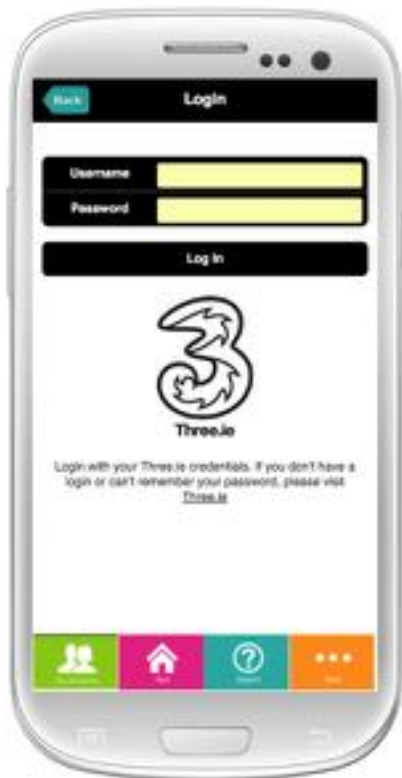 Back
Login
Username
Password
Log In
3
Three.ie
Login with your Three.ie credentials. If you don't have a
login or can't remember your password, please visit
Three.ie